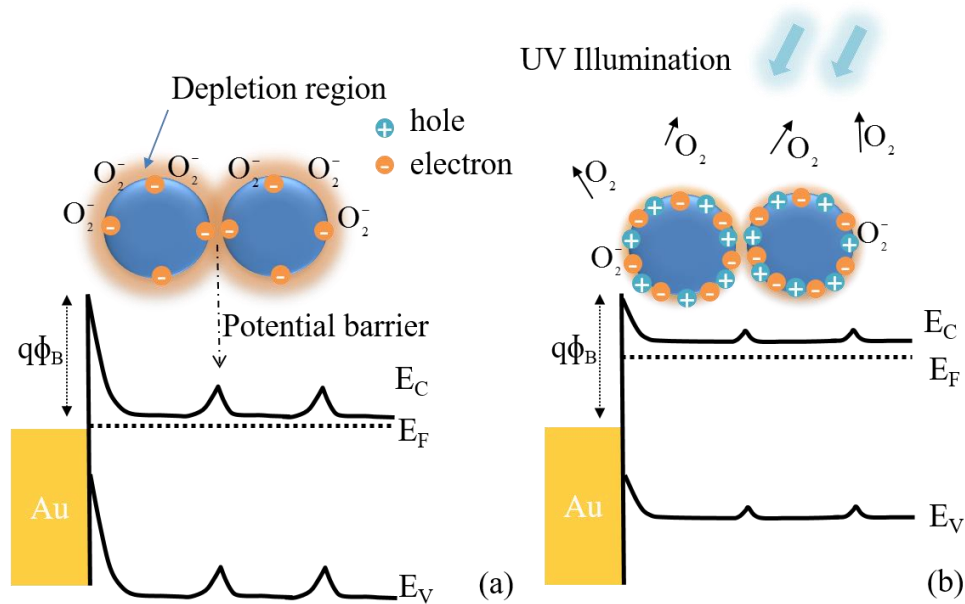 UV Illumination
Depletion region
+ hole
- electron
O₂⁻ O₂⁻ O₂⁻ O₂⁻
O₂⁻ O₂⁻
Potential barrier
qϕB
EC
EF
Au
EV
(a)
O₂ O₂ O₂ O₂
O₂⁻ O₂⁻
qϕB
EC
EF
Au
EV
(b)